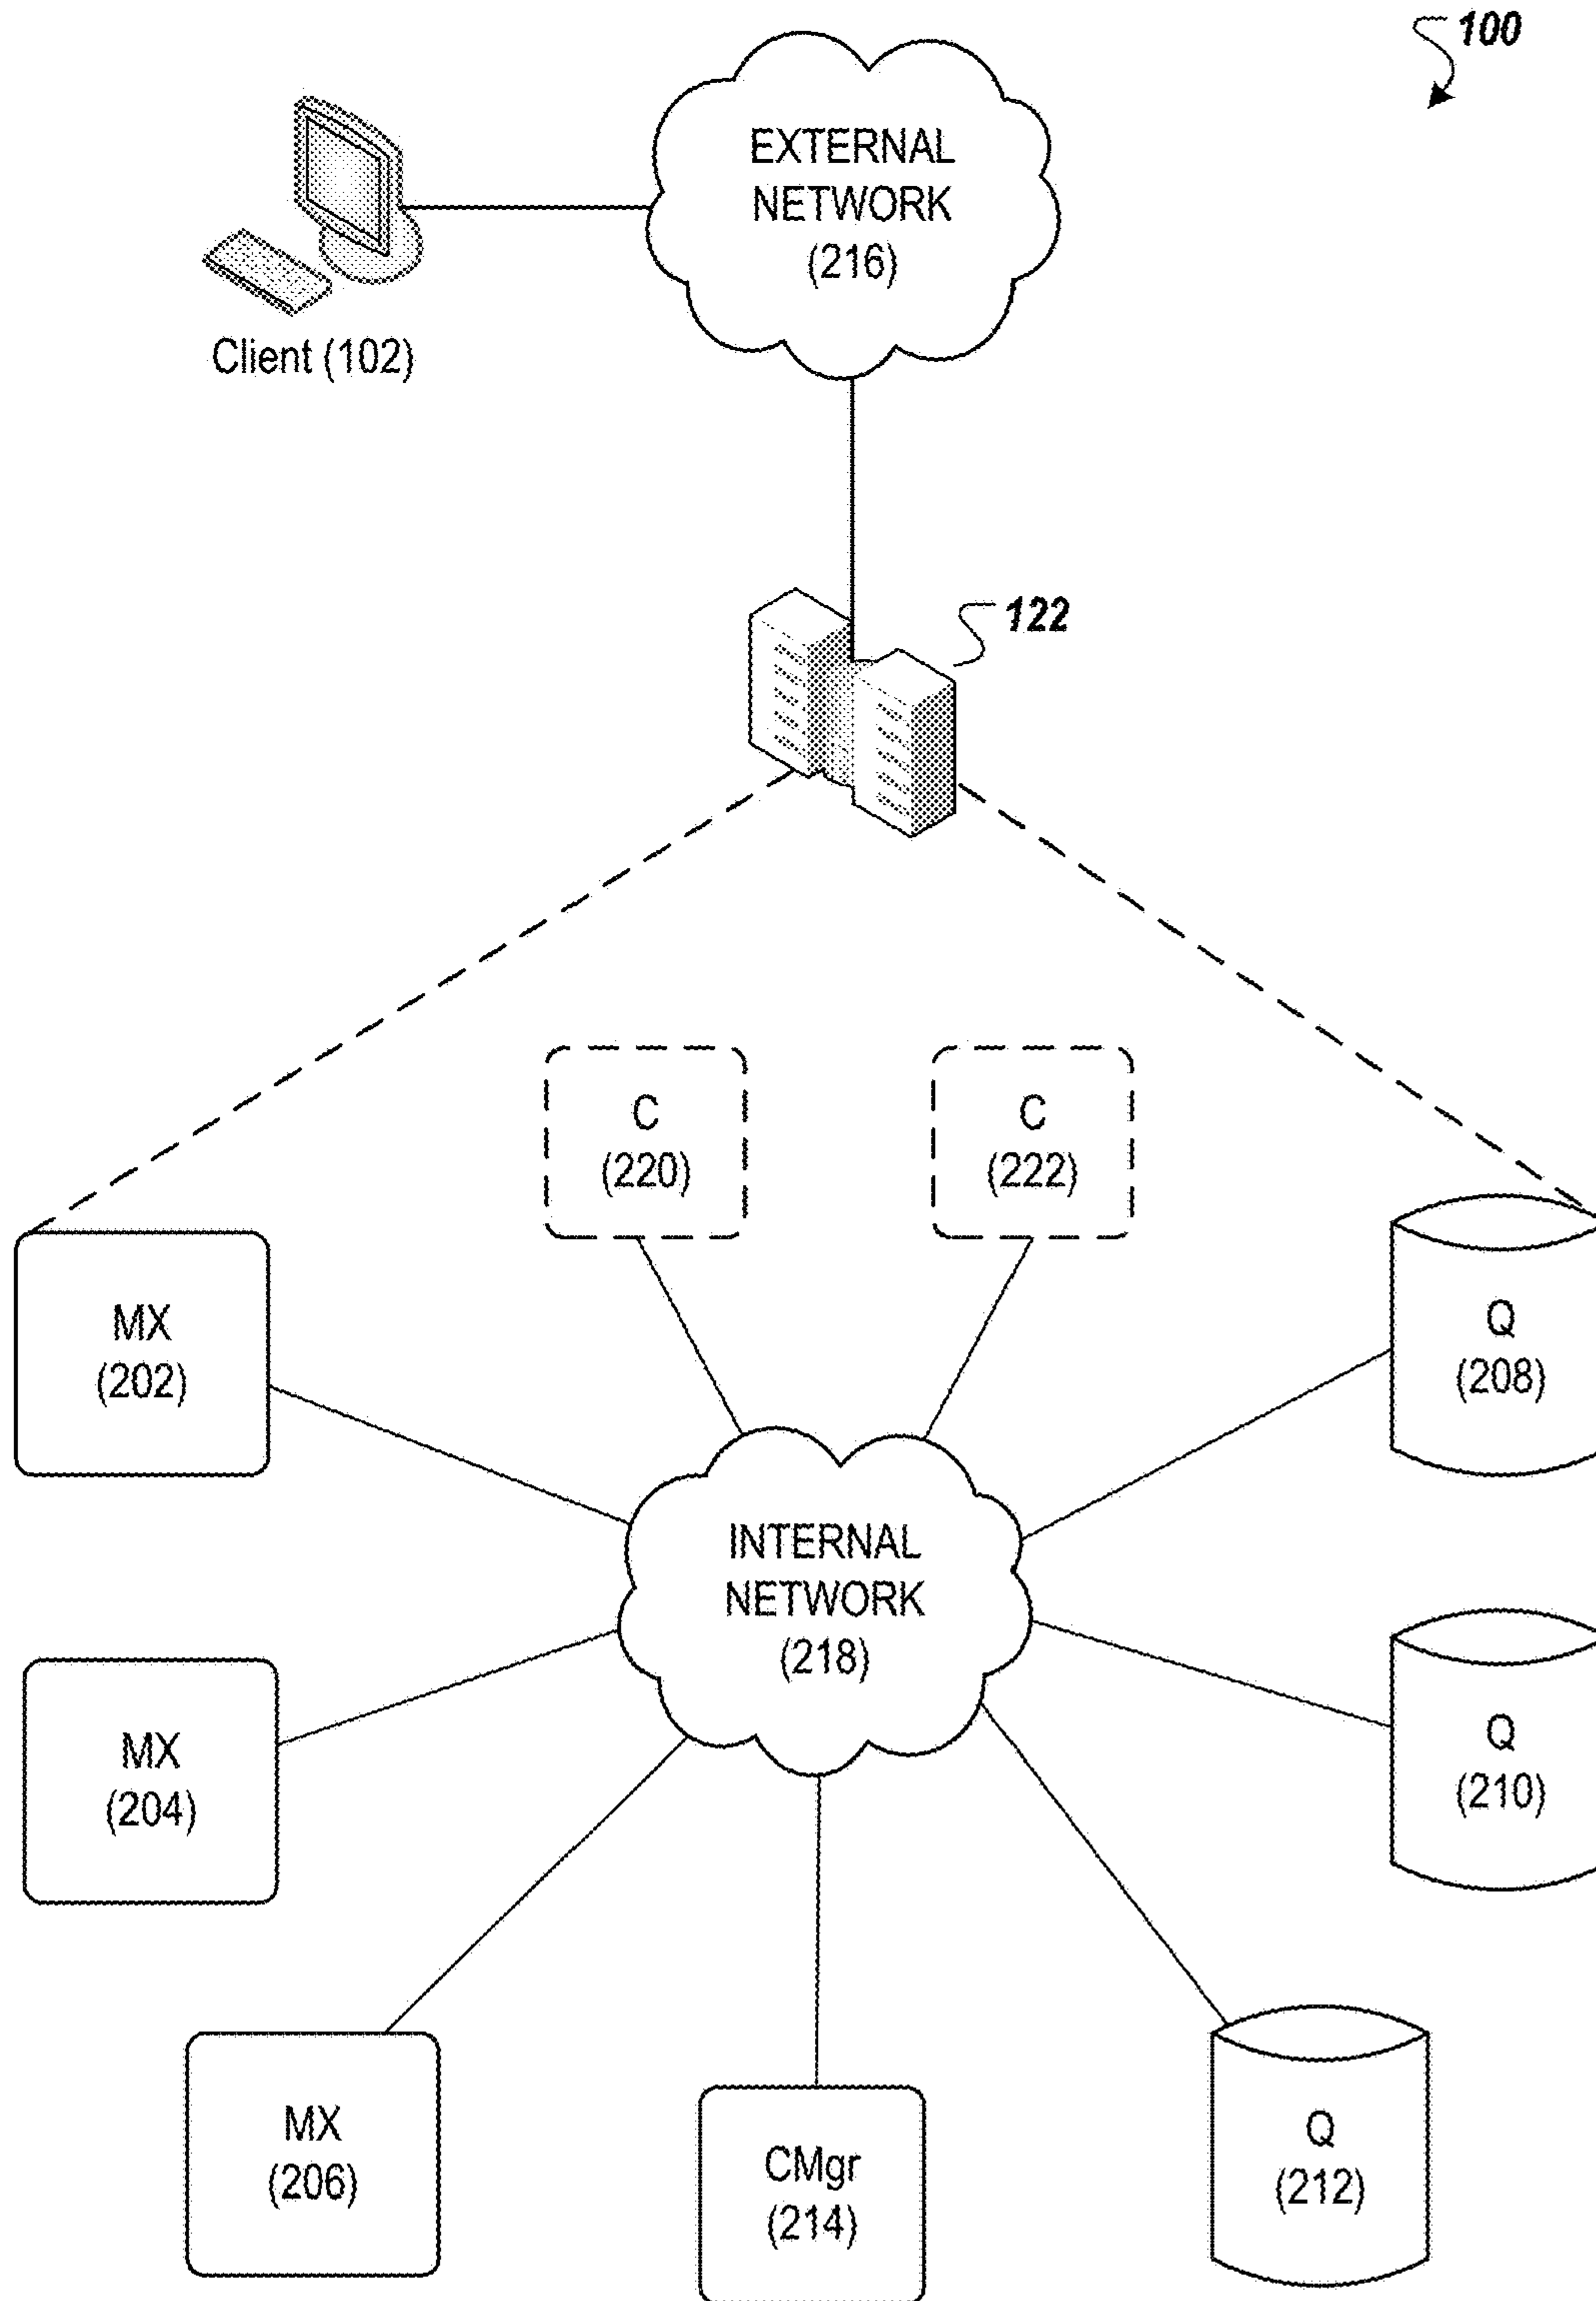 100
EXTERNAL
NETWORK
(216)
Client (102)
122
C
(220)
C
(222)
MX
(202)
Q
(208)
INTERNAL
NETWORK
(218)
MX
(204)
Q
(210)
MX
(206)
CMgr
(214)
Q
(212)